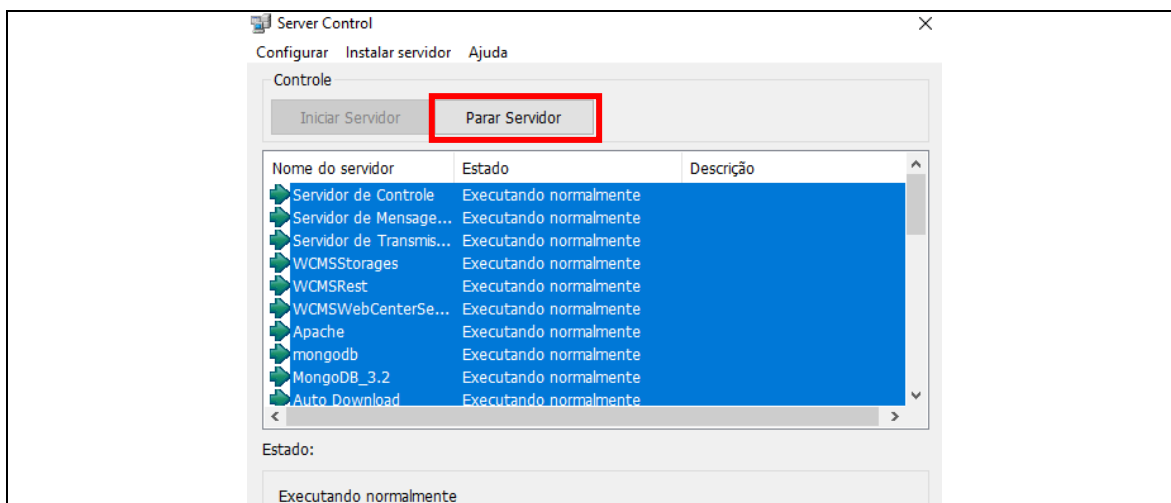 Server Control
Configurar Instalar servidor Ajuda
Controle
Iniciar Servidor Parar Servidor
Nome do servidor Estado Descrição
Servidor de Controle Executando normalmente
Servidor de Mensage... Executando normalmente
Servidor de Transmis... Executando normalmente
WCMSStorages Executando normalmente
WCMSRest Executando normalmente
WCMSWebCenterSe... Executando normalmente
Apache Executando normalmente
mongodb Executando normalmente
MongoDB_3.2 Executando normalmente
Auto Download Executando normalmente
Estado:
Executando normalmente